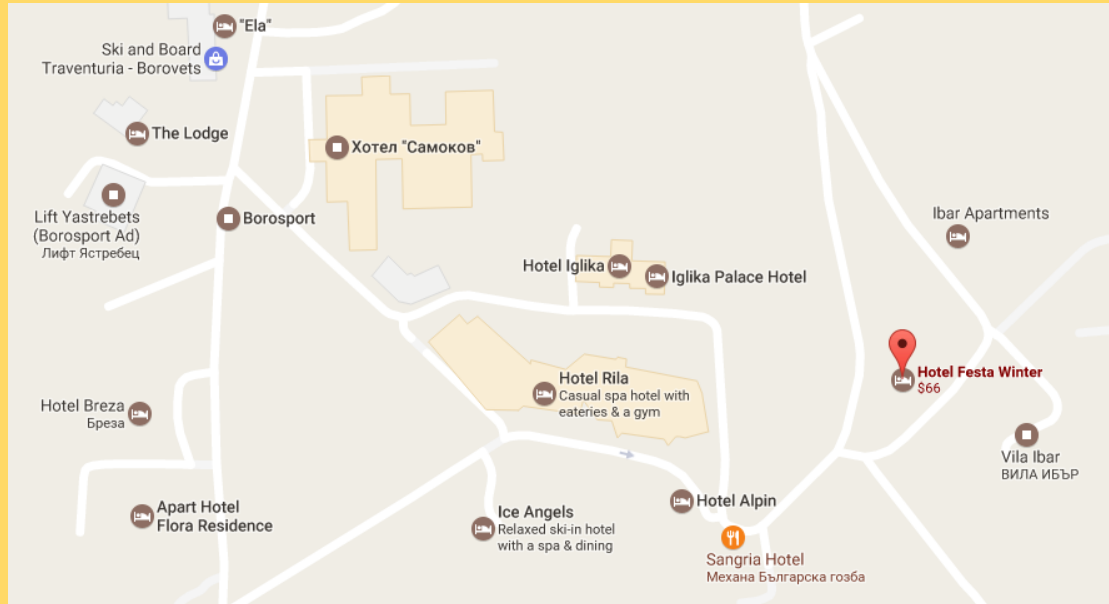 "Ela"
Ski and Board
Traventuria - Borovets
The Lodge
Хотел "Самоков"
Lift Yastrebets
(Borosport Ad)
Лифт Ястребец
Borosport
Ibar Apartments
Hotel Iglika
Iglika Palace Hotel
Hotel Festa Winter
$66
Hotel Rila
Casual spa hotel with
eateries & a gym
Hotel Breza
Бреза
Vila Ibar
ВИЛА ИБЪР
Apart Hotel
Flora Residence
Ice Angels
Relaxed ski-in hotel
with a spa & dining
Hotel Alpin
Sangria Hotel
Механа Българска гозба